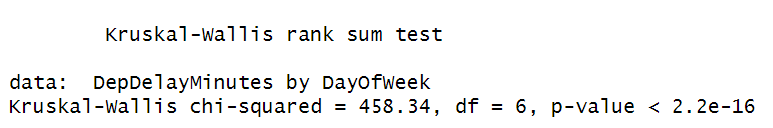 Kruskal-Wallis rank sum test
data:  DepDelayMinutes by DayOfWeek
Kruskal-Wallis chi-squared = 458.34, df = 6, p-value < 2.2e-16